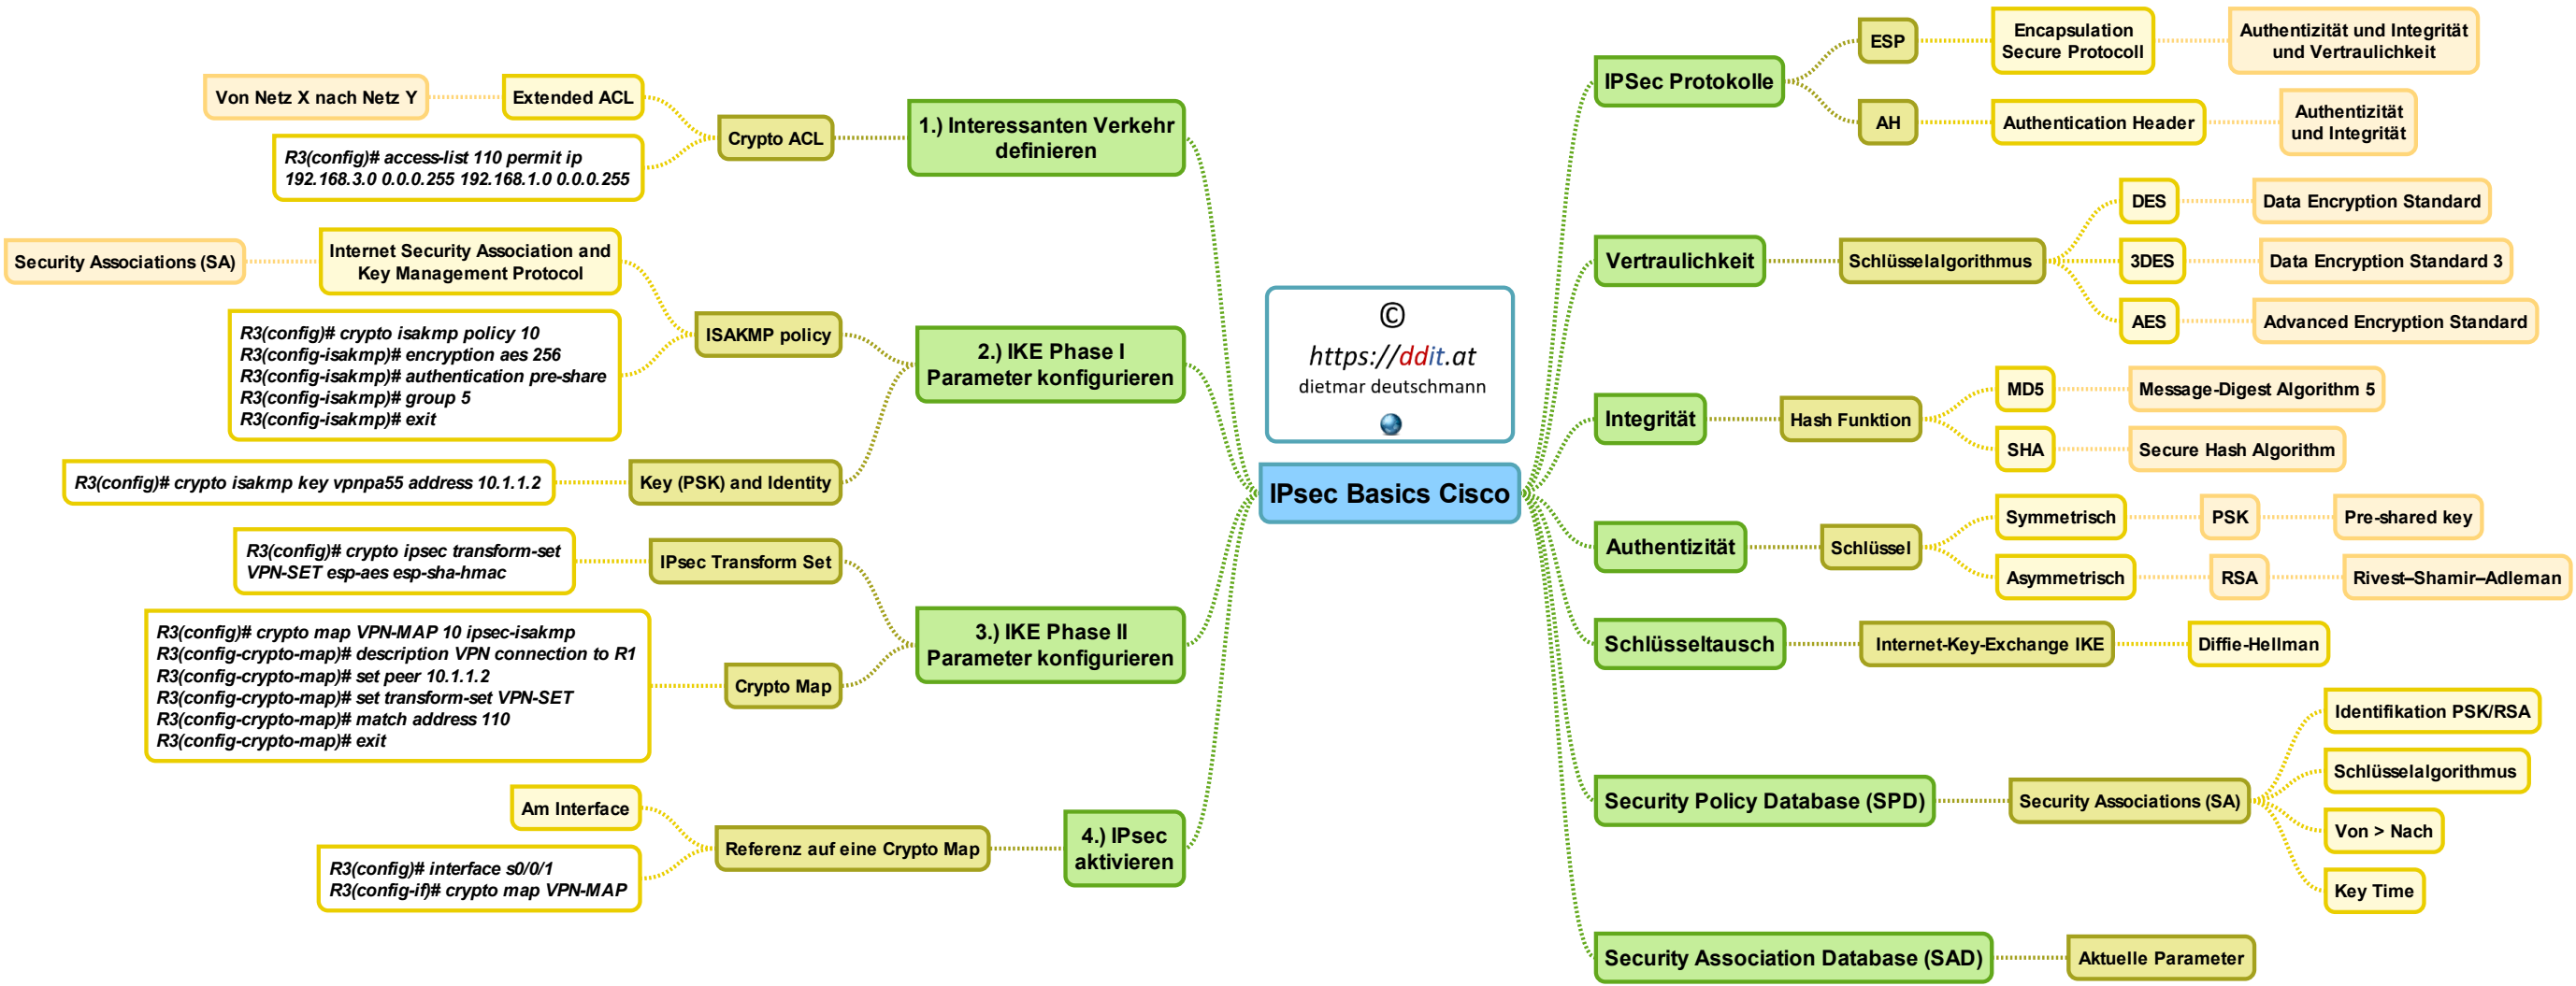 ©
https://ddit.at
dietmar deutschmann
IPsec Basics Cisco
1.) Interessanten Verkehr
definieren
Crypto ACL
Extended ACL
Von Netz X nach Netz Y
R3(config)# access-list 110 permit ip
192.168.3.0 0.0.0.255 192.168.1.0 0.0.0.255
2.) IKE Phase I
Parameter konfigurieren
ISAKMP policy
Internet Security Association and
Key Management Protocol
Security Associations (SA)
R3(config)# crypto isakmp policy 10
R3(config-isakmp)# encryption aes 256
R3(config-isakmp)# authentication pre-share
R3(config-isakmp)# group 5
R3(config-isakmp)# exit
Key (PSK) and Identity
R3(config)# crypto isakmp key vpnpa55 address 10.1.1.2
3.) IKE Phase II
Parameter konfigurieren
IPsec Transform Set
R3(config)# crypto ipsec transform-set
VPN-SET esp-aes esp-sha-hmac
Crypto Map
R3(config)# crypto map VPN-MAP 10 ipsec-isakmp
R3(config-crypto-map)# description VPN connection to R1
R3(config-crypto-map)# set peer 10.1.1.2
R3(config-crypto-map)# set transform-set VPN-SET
R3(config-crypto-map)# match address 110
R3(config-crypto-map)# exit
4.) IPsec
aktivieren
Referenz auf eine Crypto Map
Am Interface
R3(config)# interface s0/0/1
R3(config-if)# crypto map VPN-MAP
IPSec Protokolle
ESP
Encapsulation
Secure Protocoll
Authentizität und Integrität
und Vertraulichkeit
AH
Authentication Header
Authentizität
und Integrität
Vertraulichkeit
Schlüsselalgorithmus
DES
Data Encryption Standard
3DES
Data Encryption Standard 3
AES
Advanced Encryption Standard
Integrität
Hash Funktion
MD5
Message-Digest Algorithm 5
SHA
Secure Hash Algorithm
Authentizität
Schlüssel
Symmetrisch
PSK
Pre-shared key
Asymmetrisch
RSA
Rivest–Shamir–Adleman
Schlüsseltausch
Internet-Key-Exchange IKE
Diffie-Hellman
Security Policy Database (SPD)
Security Associations (SA)
Identifikation PSK/RSA
Schlüsselalgorithmus
Von > Nach
Key Time
Security Association Database (SAD)
Aktuelle Parameter